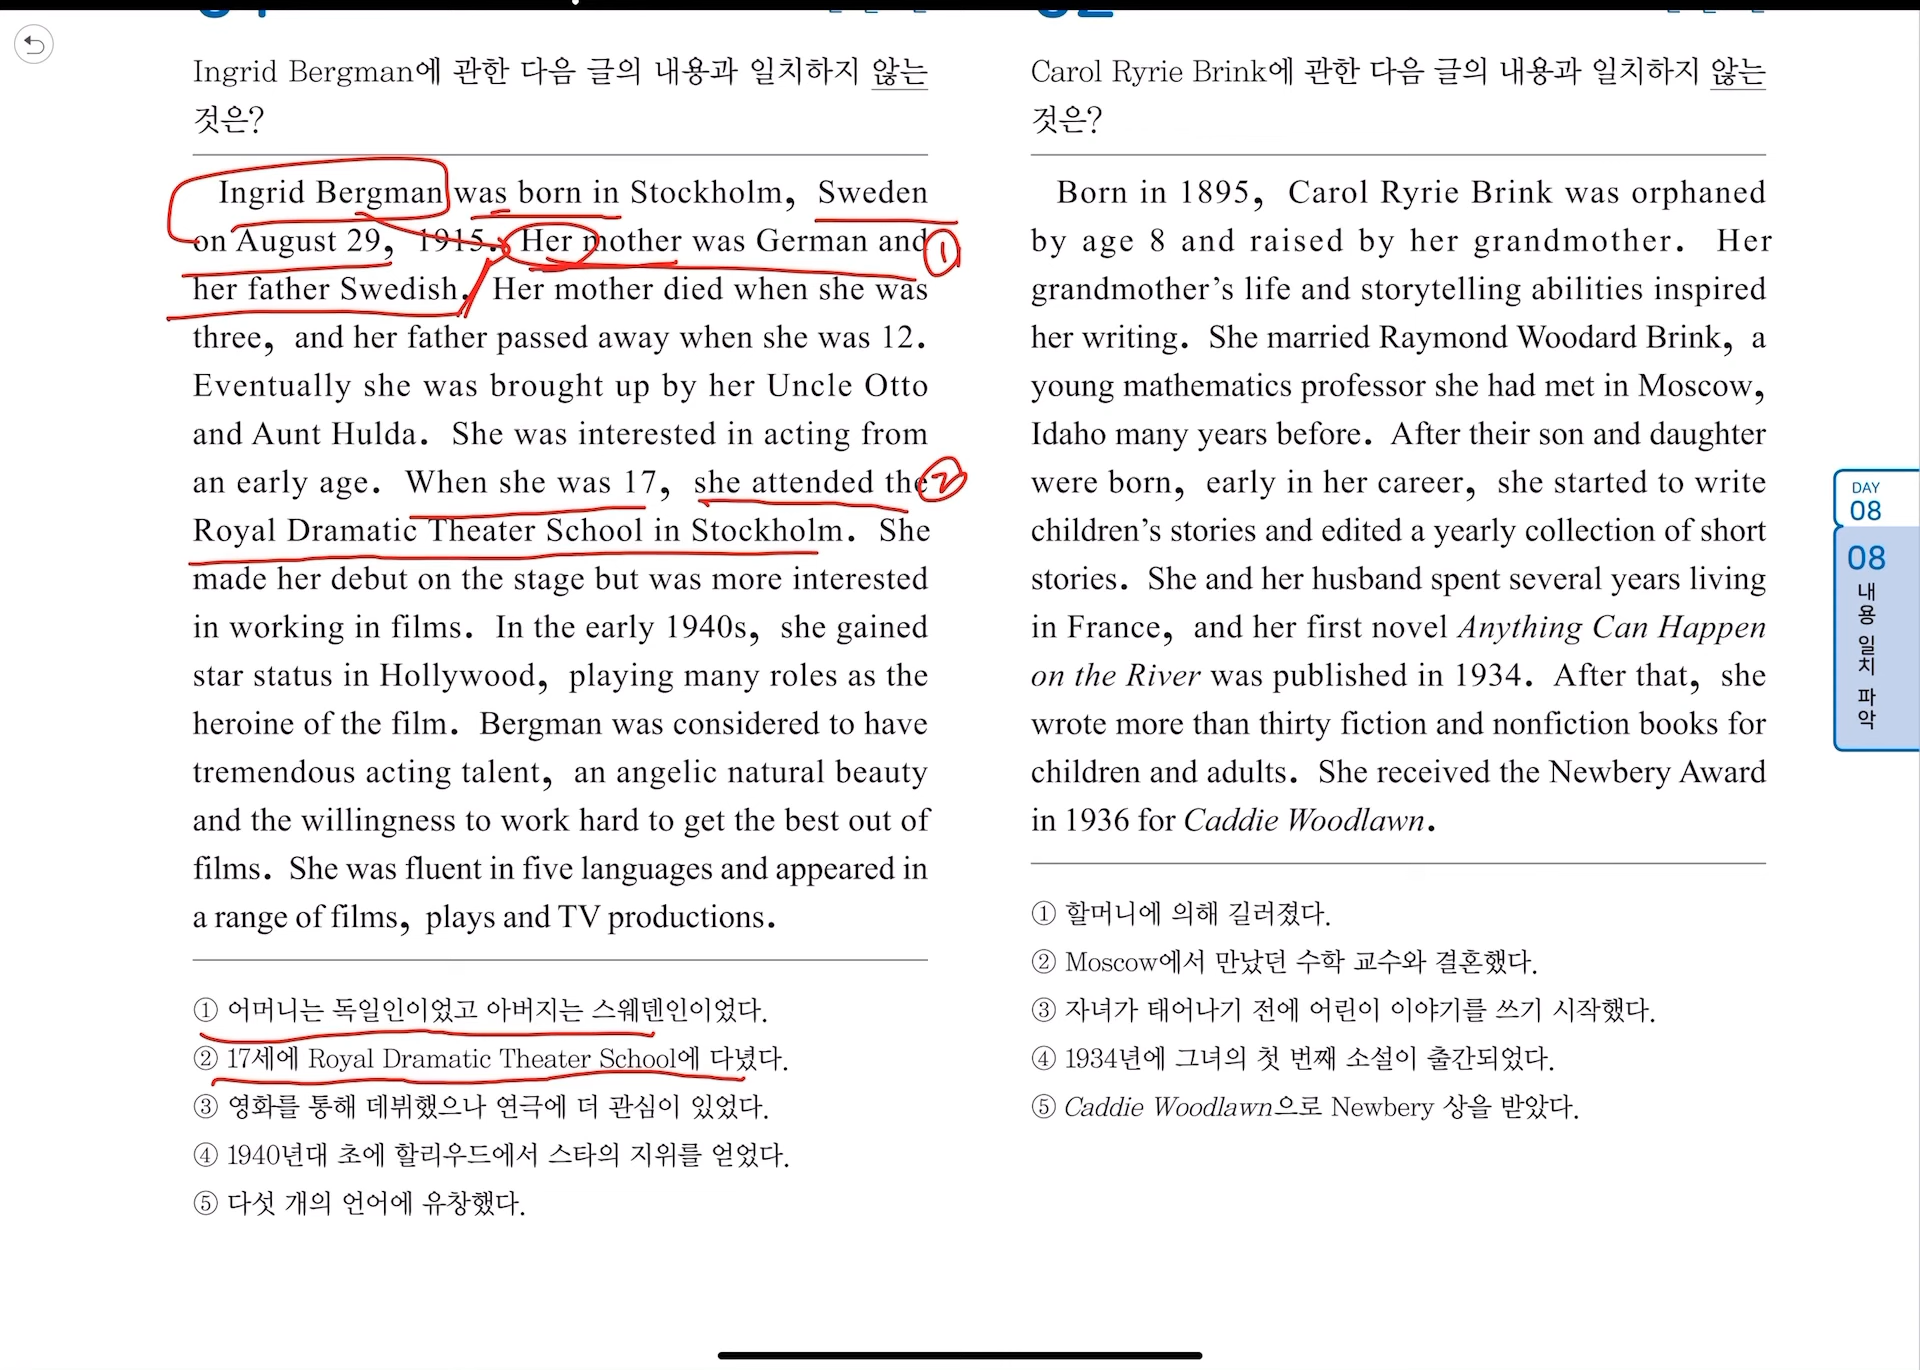 Ingrid Bergman에 관한 다음 글의 내용과 일치하지 않는
것은?
Ingrid Bergman was born in Stockholm, Sweden
on August 29, 1915. Her mother was German and
her father Swedish. Her mother died when she was
three, and her father passed away when she was 12.
Eventually she was brought up by her Uncle Otto
and Aunt Hulda. She was interested in acting from
an early age. When she was 17, she attended the
Royal Dramatic Theater School in Stockholm. She
made her debut on the stage but was more interested
in working in films. In the early 1940s, she gained
star status in Hollywood, playing many roles as the
heroine of the film. Bergman was considered to have
tremendous acting talent, an angelic natural beauty
and the willingness to work hard to get the best out of
films. She was fluent in five languages and appeared in
a range of films, plays and TV productions.
① 어머니는 독일인이었고 아버지는 스웨덴인이었다.
② 17세에 Royal Dramatic Theater School에 다녔다.
③ 영화를 통해 데뷔했으나 연극에 더 관심이 있었다.
④ 1940년대 초에 할리우드에서 스타의 지위를 얻었다.
⑤ 다섯 개의 언어에 유창했다.
①
②
Carol Ryrie Brink에 관한 다음 글의 내용과 일치하지 않는
것은?
Born in 1895, Carol Ryrie Brink was orphaned
by age 8 and raised by her grandmother. Her
grandmother's life and storytelling abilities inspired
her writing. She married Raymond Woodard Brink, a
young mathematics professor she had met in Moscow,
Idaho many years before. After their son and daughter
were born, early in her career, she started to write
children's stories and edited a yearly collection of short
stories. She and her husband spent several years living
in France, and her first novel Anything Can Happen
on the River was published in 1934. After that, she
wrote more than thirty fiction and nonfiction books for
children and adults. She received the Newbery Award
in 1936 for Caddie Woodlawn.
① 할머니에 의해 길러졌다.
② Moscow에서 만났던 수학 교수와 결혼했다.
③ 자녀가 태어나기 전에 어린이 이야기를 쓰기 시작했다.
④ 1934년에 그녀의 첫 번째 소설이 출간되었다.
⑤ Caddie Woodlawn으로 Newbery 상을 받았다.
DAY
08
08
내용 일치 파악